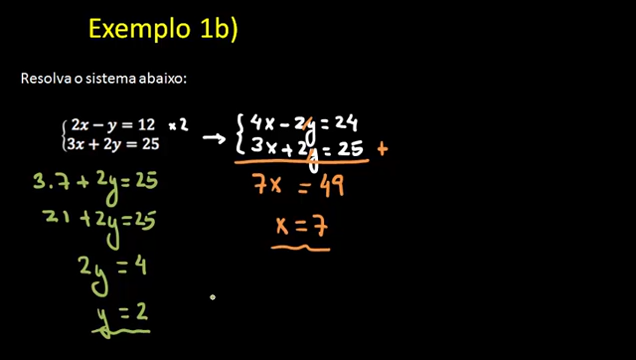 Exemplo 1b)
Resolva o sistema abaixo:
2x − y = 12 x2
3x + 2y = 25
→ 4x − 2y = 24
3x + 2y = 25 +
7x = 49
x = 7
3.7 + 2y = 25
21 + 2y = 25
2y = 4
y = 2